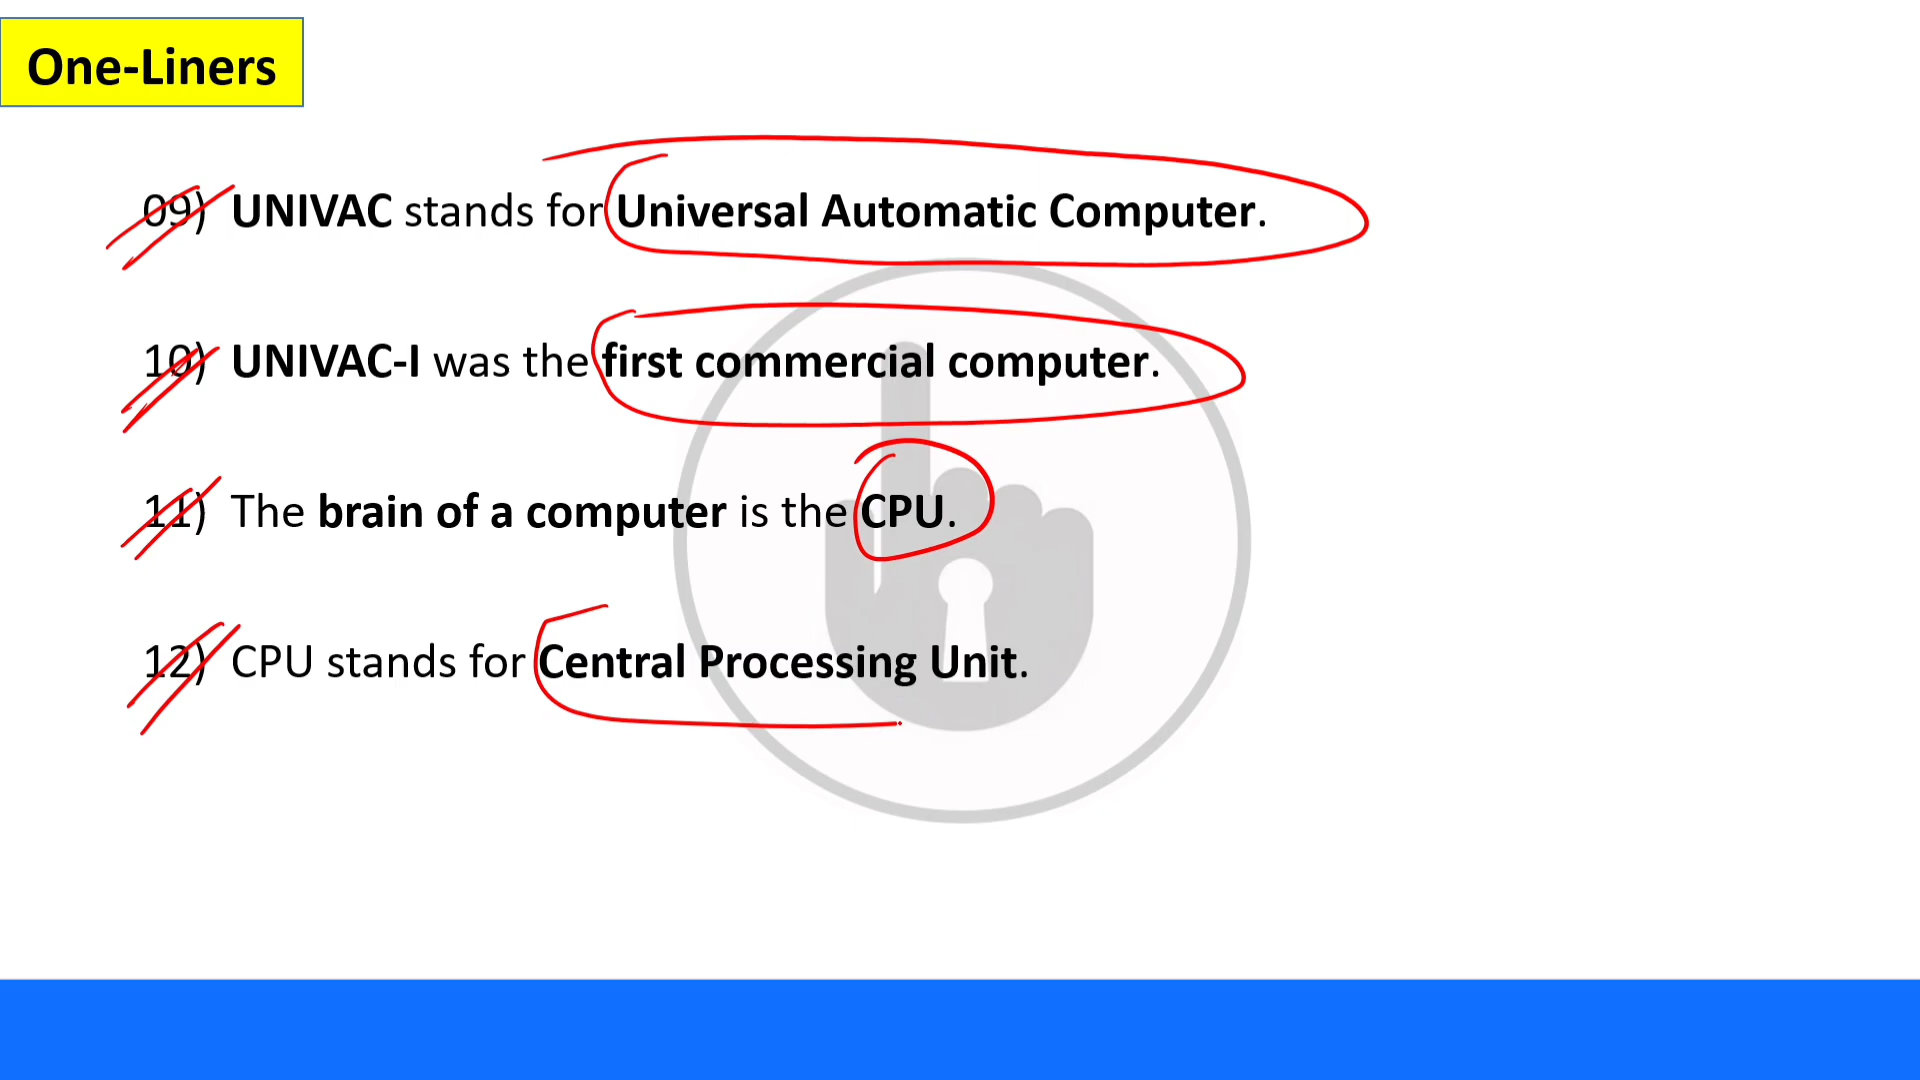 One-Liners
09) UNIVAC stands for Universal Automatic Computer.
10) UNIVAC-I was the first commercial computer.
11) The brain of a computer is the CPU.
12) CPU stands for Central Processing Unit.